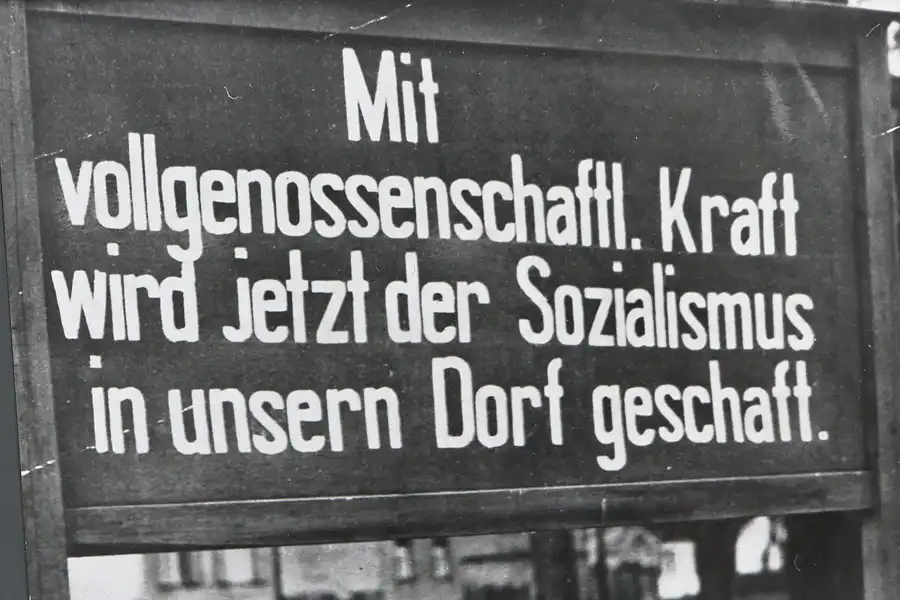 Mit
vollgenossenschaftl. Kraft
wird jetzt der Sozialismus
in unsern Dorf geschaft.